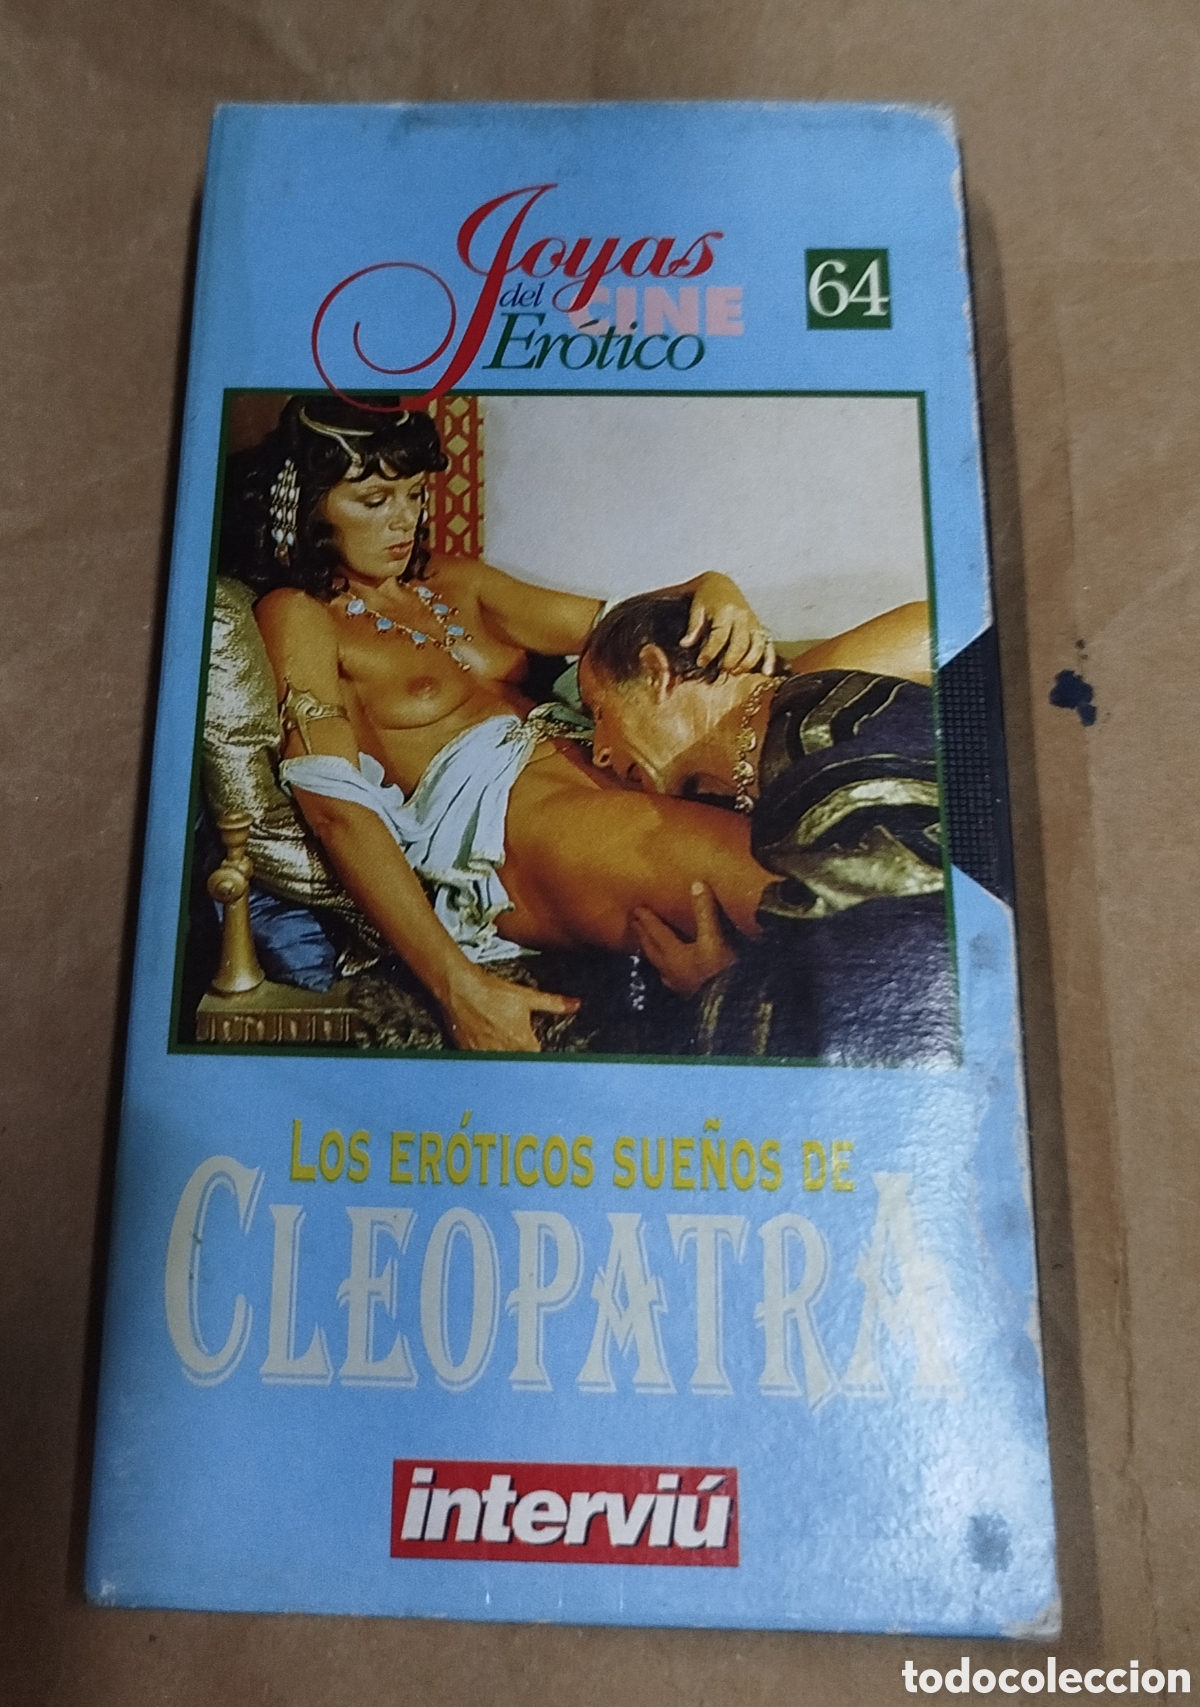 Joyas
del CINE
Erótico
64
LOS ERÓTICOS SUEÑOS DE
CLEOPATRA
interviú
todocoleccion